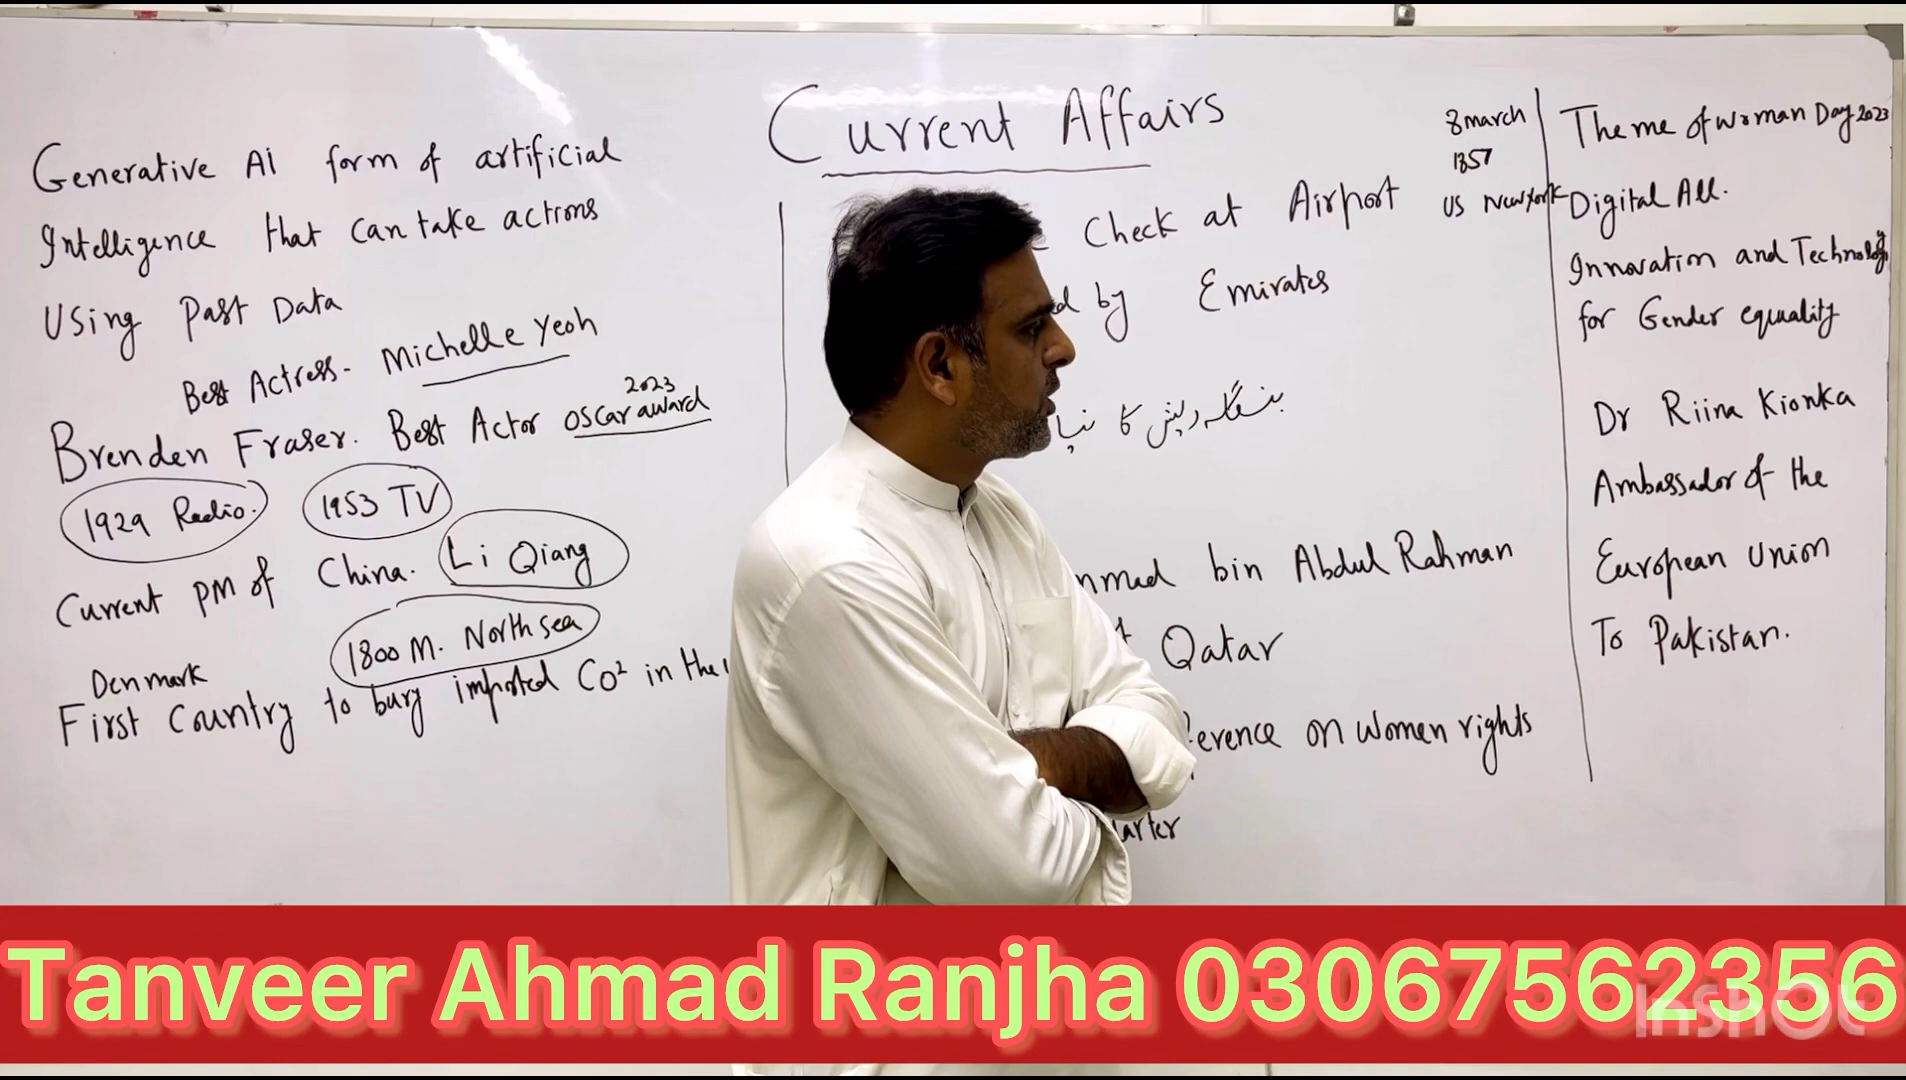 Current Affairs
Generative AI form of artificial
Intelligence that can take actions
Using Past Data
Best Actress. Michelle Yeoh
2023
Brenden Fraser. Best Actor Oscar award
1929 Radio. 1953 TV
Current PM of China. Li Qiang
1800 M. North sea
Denmark
First Country to bury imported CO² in the
Check at Airport
by Emirates
بنگلہ دیش کا نیا
bin Abdul Rahman
Qatar
on women rights
8 march
1857
US Newyork
Theme of Woman Day 2023
Digital All.
Innovation and Technology
for Gender equality
Dr Riina Kionka
Ambassador of the
European Union
To Pakistan.
Tanveer Ahmad Ranjha 03067562356
InShOt